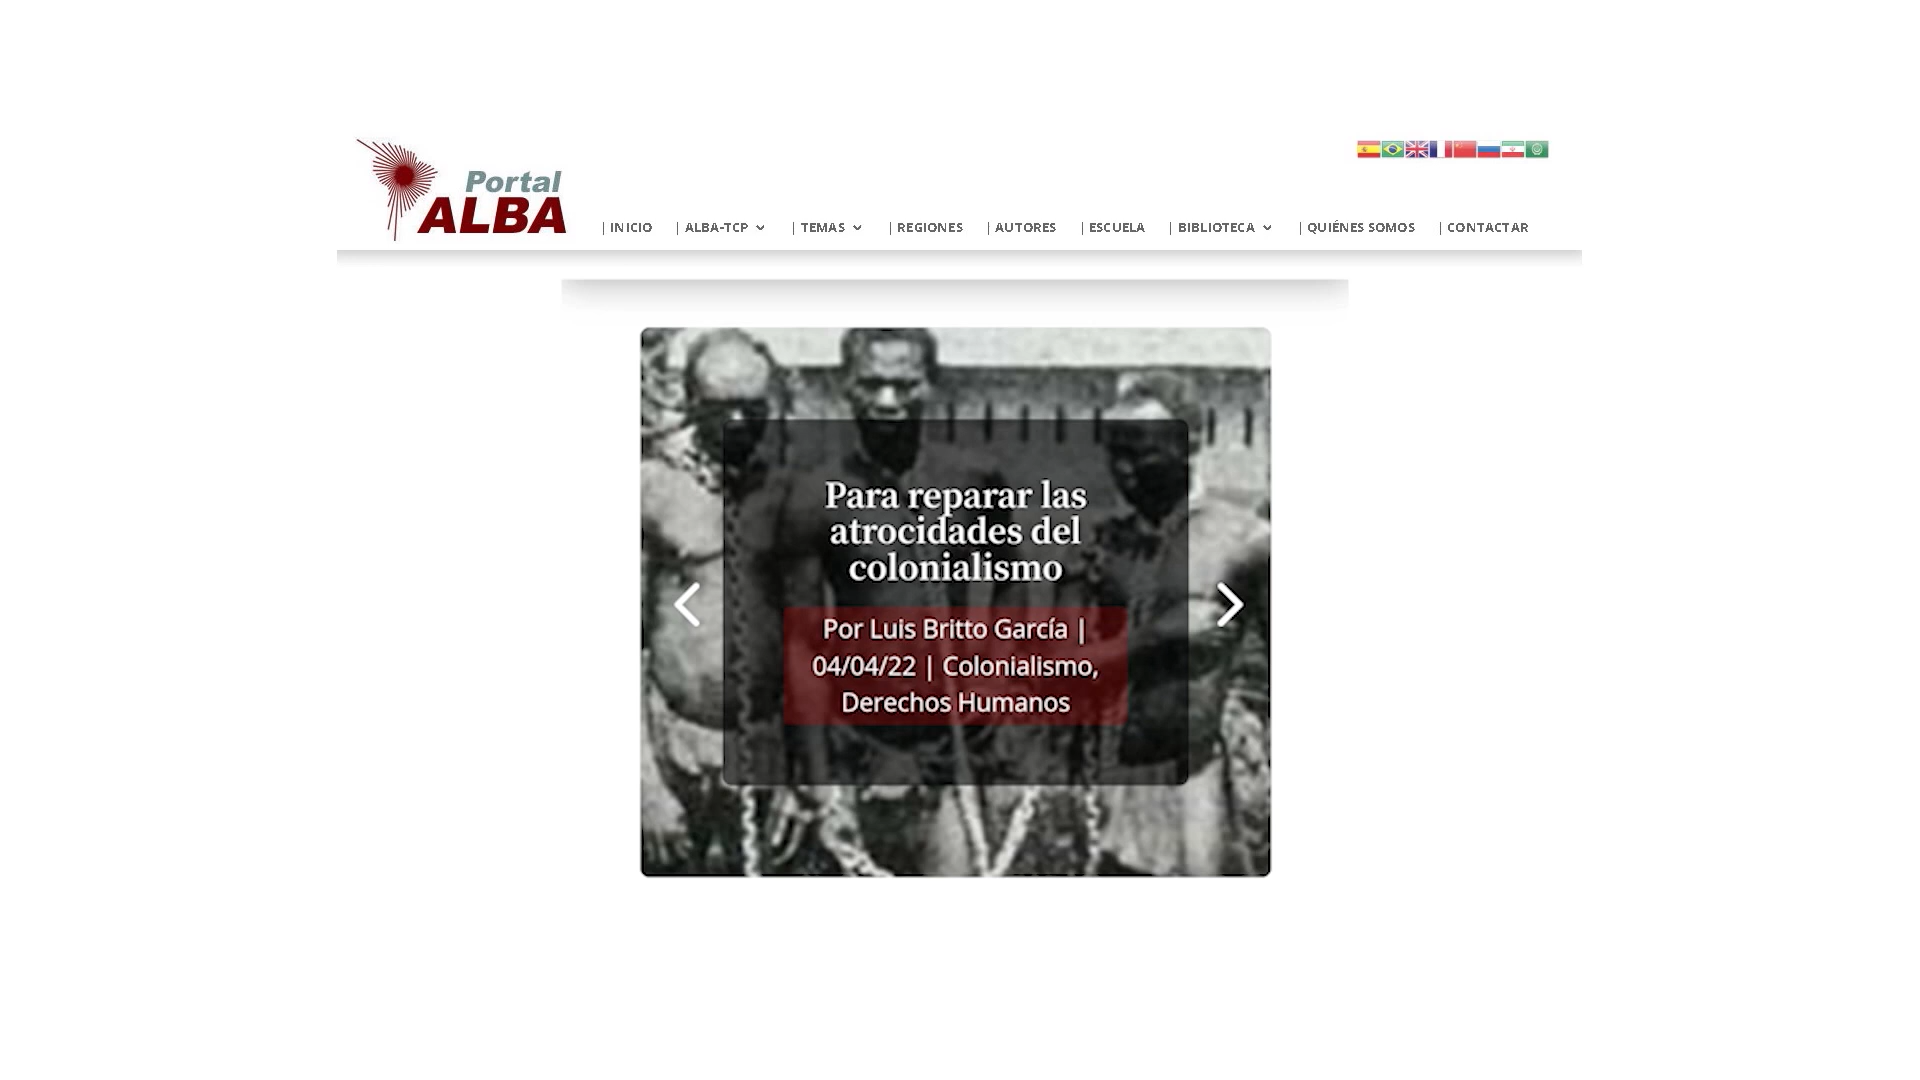 Portal
ALBA
| INICIO | ALBA-TCP | TEMAS | REGIONES | AUTORES | ESCUELA | BIBLIOTECA | QUIÉNES SOMOS | CONTACTAR
Para reparar las
atrocidades del
colonialismo
Por Luis Britto García |
04/04/22 | Colonialismo,
Derechos Humanos